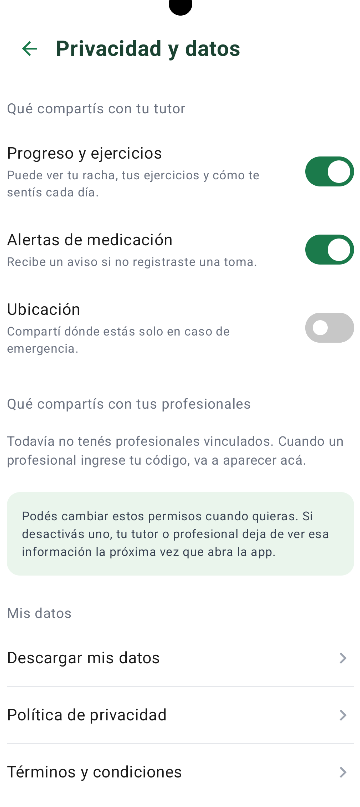 Privacidad y datos
Qué compartís con tu tutor
Progreso y ejercicios
Puede ver tu racha, tus ejercicios y cómo te
sentís cada día.
Alertas de medicación
Recibe un aviso si no registraste una toma.
Ubicación
Compartí dónde estás solo en caso de
emergencia.
Qué compartís con tus profesionales
Todavía no tenés profesionales vinculados. Cuando un
profesional ingrese tu código, va a aparecer acá.
Podés cambiar estos permisos cuando quieras. Si
desactivás uno, tu tutor o profesional deja de ver esa
información la próxima vez que abra la app.
Mis datos
Descargar mis datos
Política de privacidad
Términos y condiciones